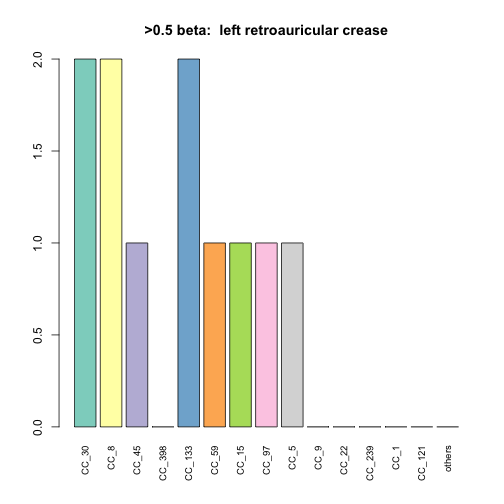 >0.5 beta:  left retroauricular crease
2.0
1.5
1.0
0.5
0.0
CC_30
CC_8
CC_45
CC_398
CC_133
CC_59
CC_15
CC_97
CC_5
CC_9
CC_22
CC_239
CC_1
CC_121
others